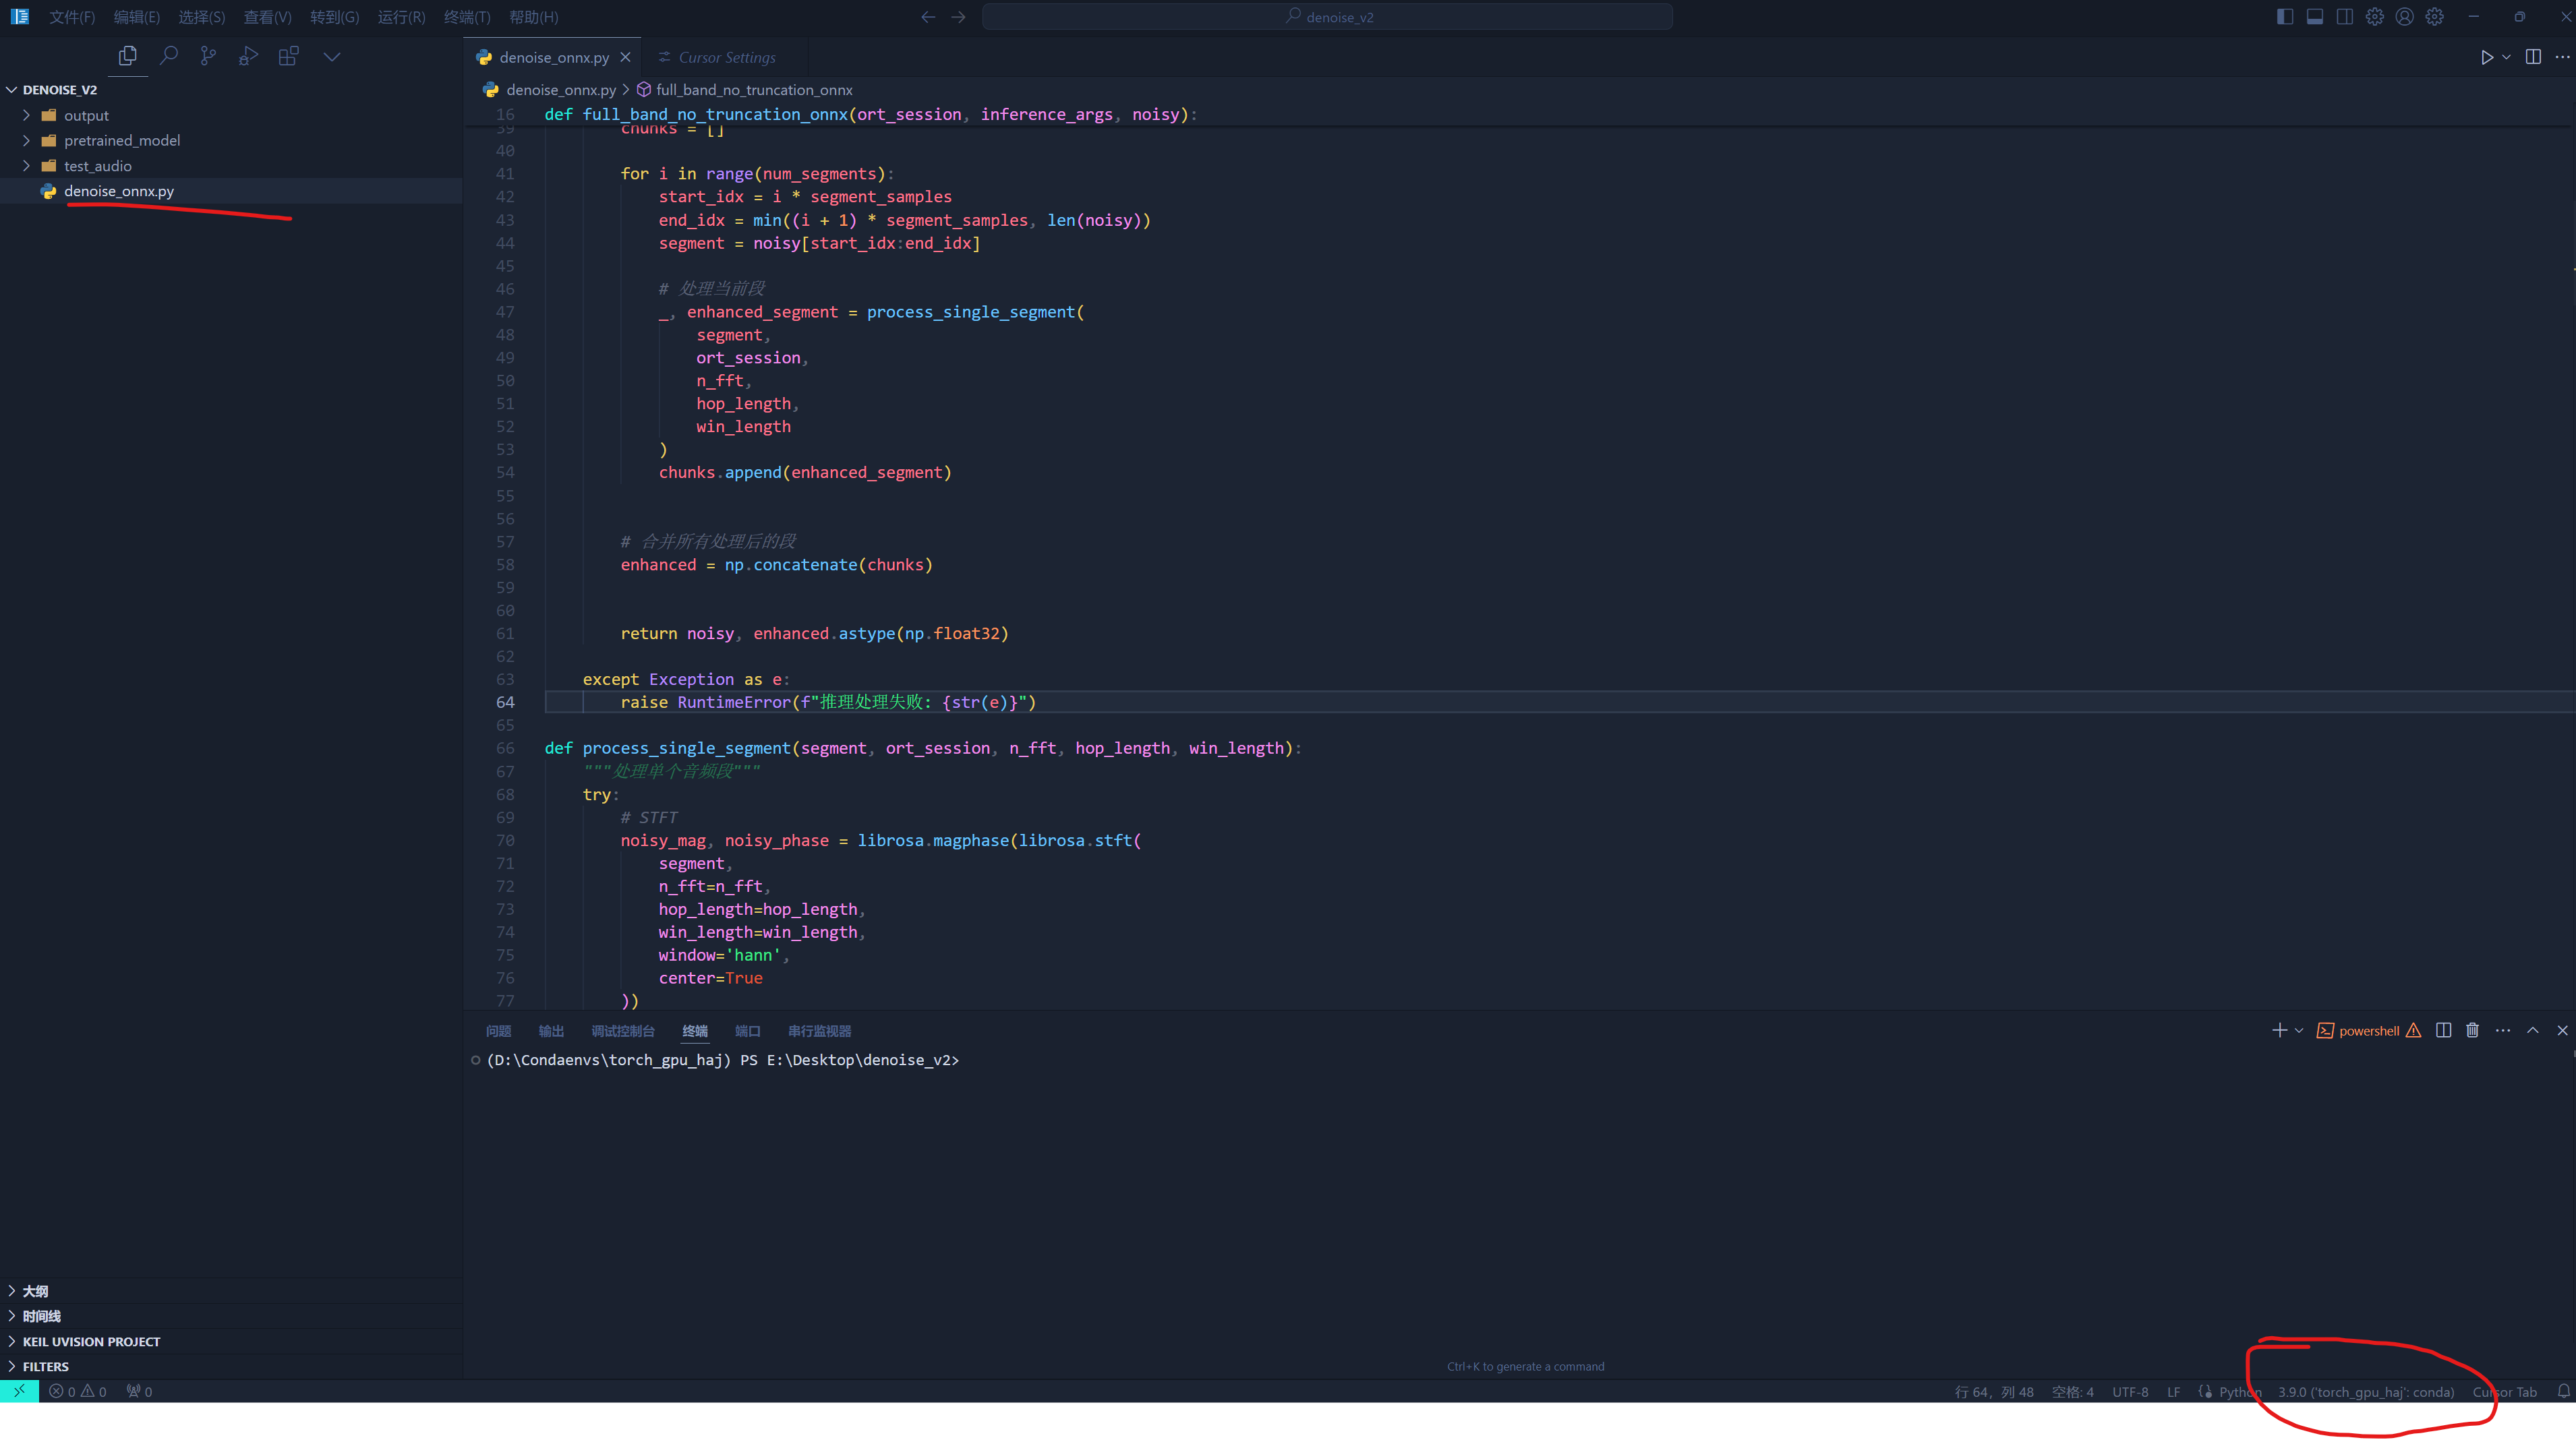 文件(F) 编辑(E) 选择(S) 查看(V) 转到(G) 运行(R) 终端(T) 帮助(H)
denoise_v2
DENOISE_V2
output
pretrained_model
test_audio
denoise_onnx.py
大纲
时间线
KEIL UVISION PROJECT
FILTERS
denoise_onnx.py Cursor Settings
denoise_onnx.py > full_band_no_truncation_onnx
16 def full_band_no_truncation_onnx(ort_session, inference_args, noisy):
39 chunks = []
40
41 for i in range(num_segments):
42 start_idx = i * segment_samples
43 end_idx = min((i + 1) * segment_samples, len(noisy))
44 segment = noisy[start_idx:end_idx]
45
46 # 处理当前段
47 _, enhanced_segment = process_single_segment(
48 segment,
49 ort_session,
50 n_fft,
51 hop_length,
52 win_length
53 )
54 chunks.append(enhanced_segment)
55
56
57 # 合并所有处理后的段
58 enhanced = np.concatenate(chunks)
59
60
61 return noisy, enhanced.astype(np.float32)
62
63 except Exception as e:
64 raise RuntimeError(f"推理处理失败: {str(e)}")
65
66 def process_single_segment(segment, ort_session, n_fft, hop_length, win_length):
67 """处理单个音频段"""
68 try:
69 # STFT
70 noisy_mag, noisy_phase = librosa.magphase(librosa.stft(
71 segment,
72 n_fft=n_fft,
73 hop_length=hop_length,
74 win_length=win_length,
75 window='hann',
76 center=True
77 ))
问题 输出 调试控制台 终端 端口 串行监视器
powershell
(D:\Condaenvs\torch_gpu_haj) PS E:\Desktop\denoise_v2>
Ctrl+K to generate a command
0 0 0
行 64，列 48 空格: 4 UTF-8 LF Python 3.9.0 ('torch_gpu_haj': conda) Cursor Tab